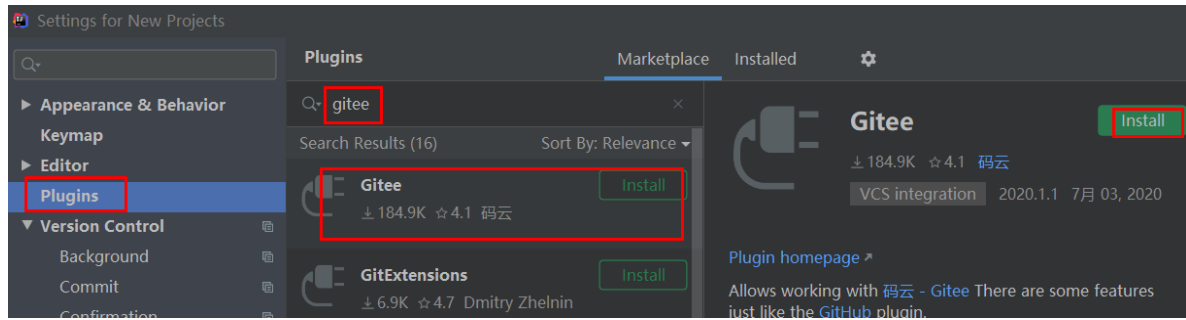 Settings for New Projects
Appearance & Behavior
Keymap
Editor
Plugins
Version Control
Background
Commit
Confirmation
Plugins
Marketplace
Installed
gitee
Search Results (16)
Sort By: Relevance
Gitee
Install
184.9K 4.1 码云
GitExtensions
Install
6.9K 4.7 Dmitry Zhelnin
Gitee
Install
184.9K 4.1 码云
VCS integration 2020.1.1 7月 03, 2020
Plugin homepage
Allows working with 码云 - Gitee There are some features
just like the GitHub plugin.